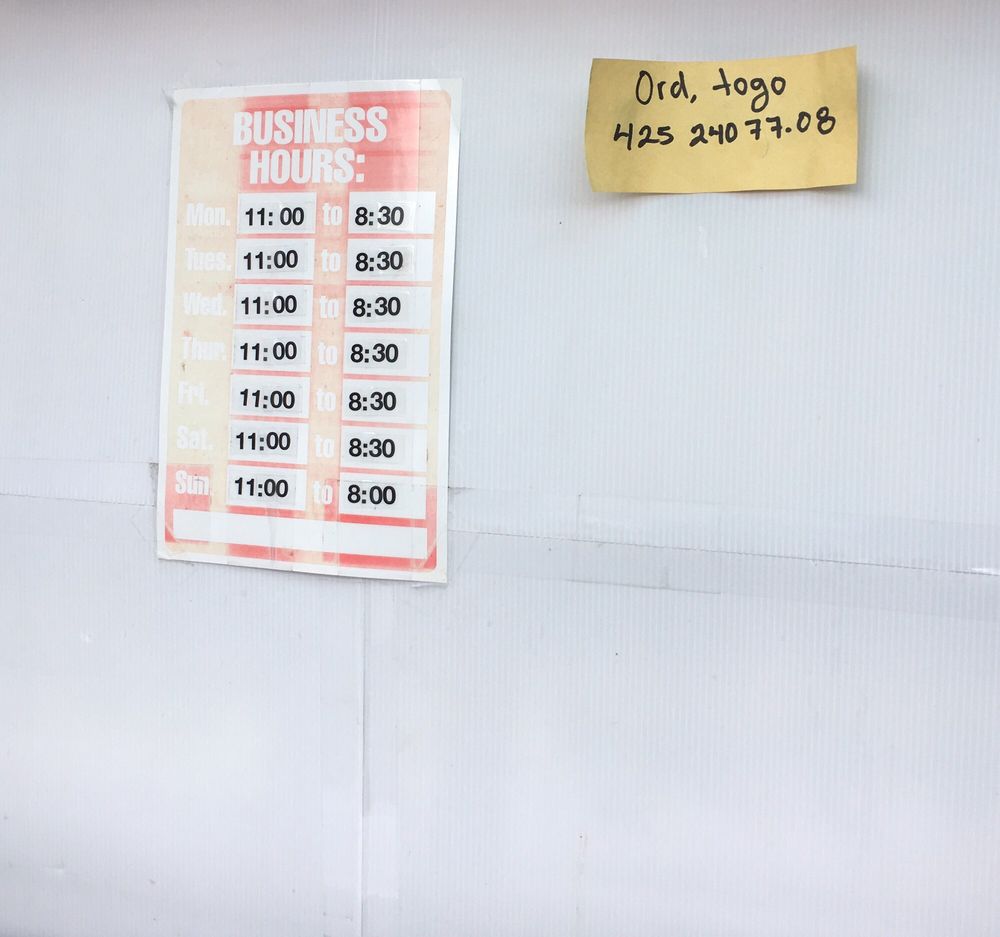 BUSINESS
HOURS:
Mon. 11:00 to 8:30
Tues. 11:00 to 8:30
Wed. 11:00 to 8:30
Thur. 11:00 to 8:30
Fri. 11:00 to 8:30
Sat. 11:00 to 8:30
Sun 11:00 to 8:00
Ord, togo
425 240 77.08